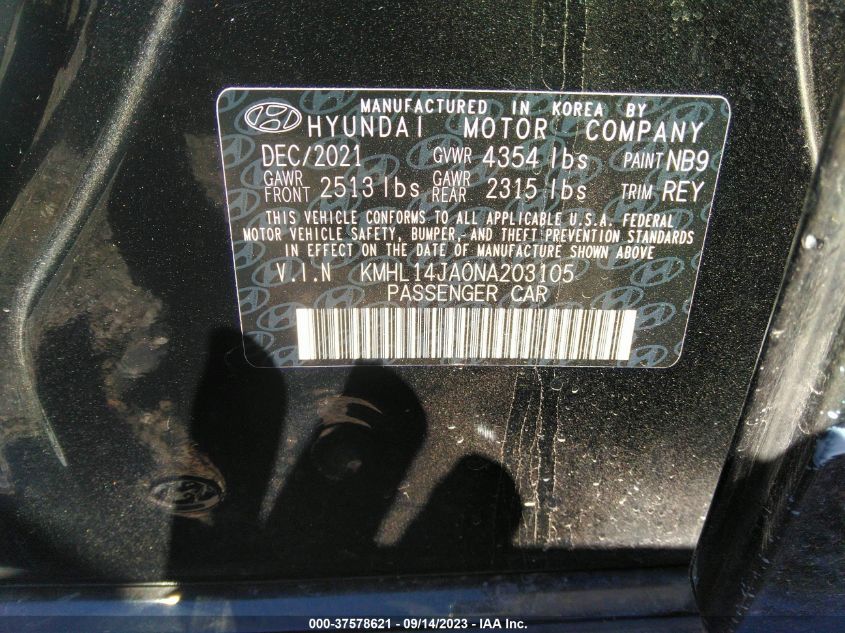 MANUFACTURED IN KOREA BY
HYUNDAI MOTOR COMPANY
DEC/2021 GVWR 4354 lbs PAINT NB9
GAWR FRONT 2513 lbs GAWR REAR 2315 lbs TRIM REY
THIS VEHICLE CONFORMS TO ALL APPLICABLE U.S.A. FEDERAL
MOTOR VEHICLE SAFETY, BUMPER, AND THEFT PREVENTION STANDARDS
IN EFFECT ON THE DATE OF MANUFACTURE SHOWN ABOVE
V.I.N KMHL14JA0NA203105
PASSENGER CAR
000-37578621 - 09/14/2023 - IAA Inc.